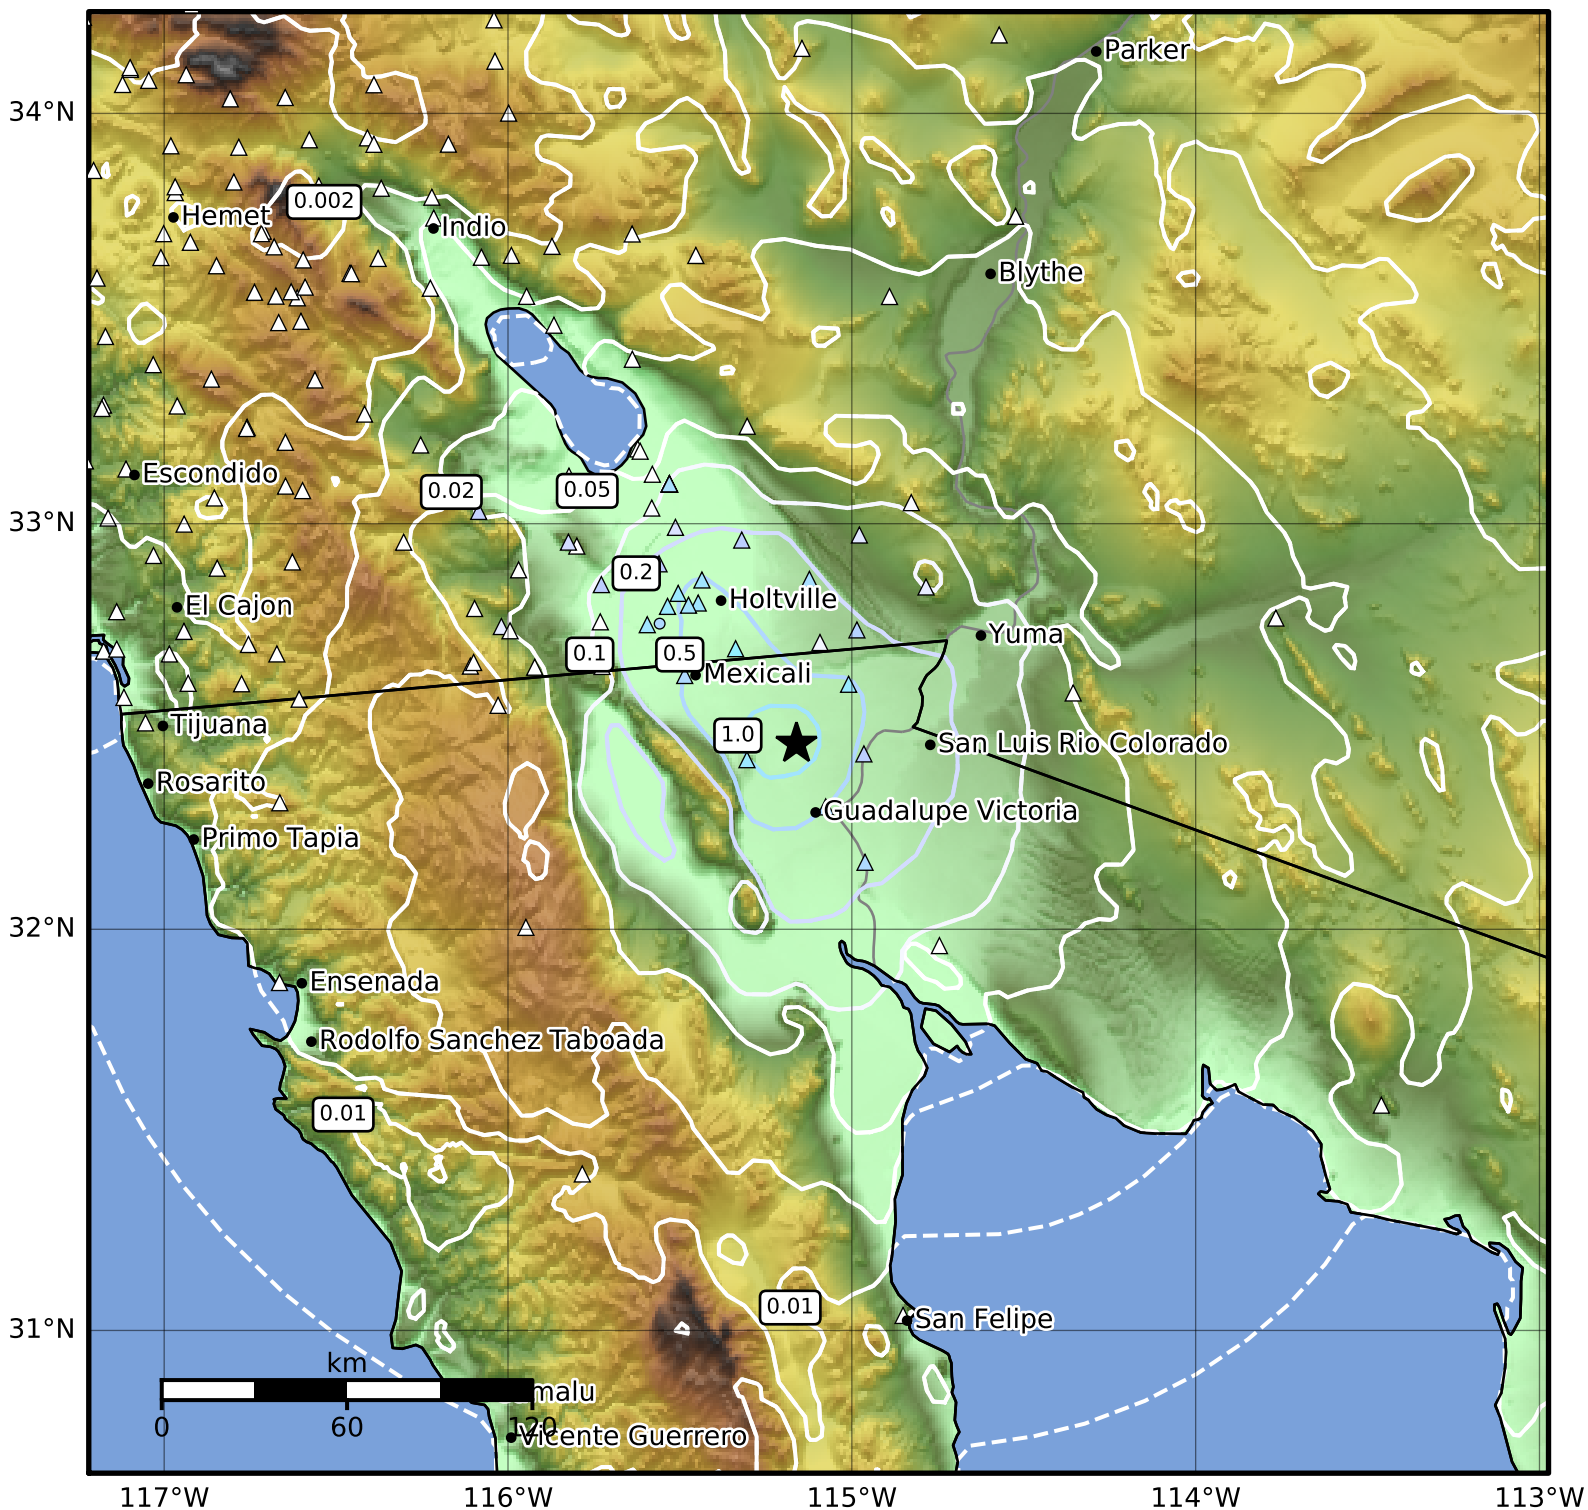 Parker
34°N
0.002
Hemet
Indio
Blythe
Escondido
0.02
0.05
33°N
0.2
Holtville
El Cajon
Yuma
0.1
0.5
Mexicali
Tijuana
1.0
San Luis Rio Colorado
Rosarito
Guadalupe Victoria
Primo Tapia
32°N
Ensenada
Rodolfo Sanchez Taboada
0.01
0.01
31°N
San Felipe
km
malu
0 60 120
Vicente Guerrero
117°W 116°W 115°W 114°W 113°W